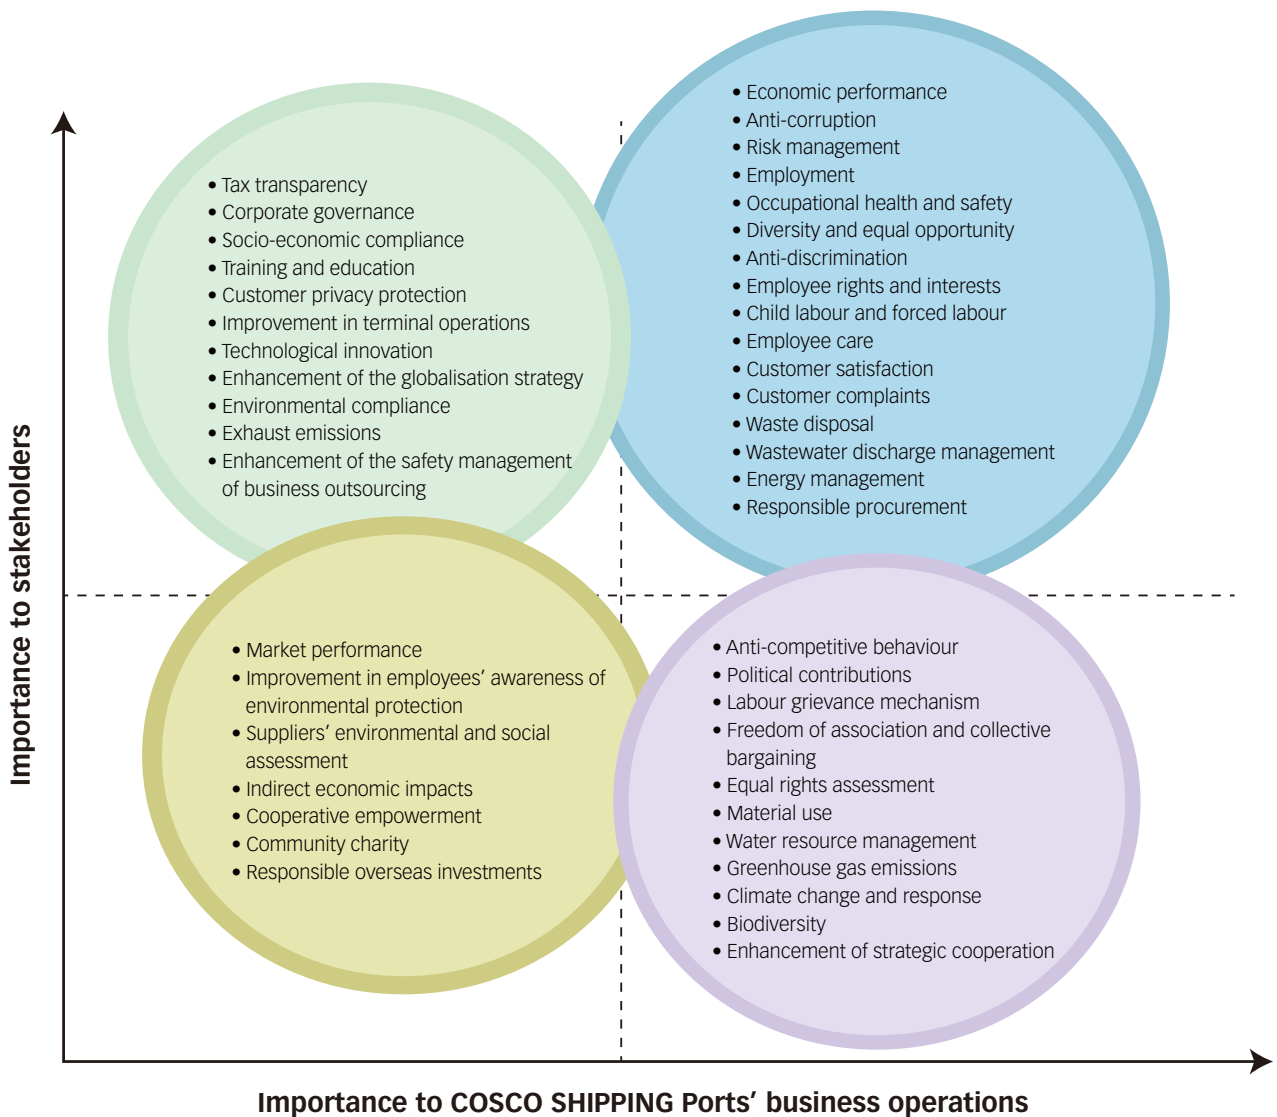 Importance to stakeholders
• Tax transparency
• Corporate governance
• Socio-economic compliance
• Training and education
• Customer privacy protection
• Improvement in terminal operations
• Technological innovation
• Enhancement of the globalisation strategy
• Environmental compliance
• Exhaust emissions
• Enhancement of the safety management
of business outsourcing
• Economic performance
• Anti-corruption
• Risk management
• Employment
• Occupational health and safety
• Diversity and equal opportunity
• Anti-discrimination
• Employee rights and interests
• Child labour and forced labour
• Employee care
• Customer satisfaction
• Customer complaints
• Waste disposal
• Wastewater discharge management
• Energy management
• Responsible procurement
• Market performance
• Improvement in employees’ awareness of
environmental protection
• Suppliers’ environmental and social
assessment
• Indirect economic impacts
• Cooperative empowerment
• Community charity
• Responsible overseas investments
• Anti-competitive behaviour
• Political contributions
• Labour grievance mechanism
• Freedom of association and collective
bargaining
• Equal rights assessment
• Material use
• Water resource management
• Greenhouse gas emissions
• Climate change and response
• Biodiversity
• Enhancement of strategic cooperation
Importance to COSCO SHIPPING Ports’ business operations